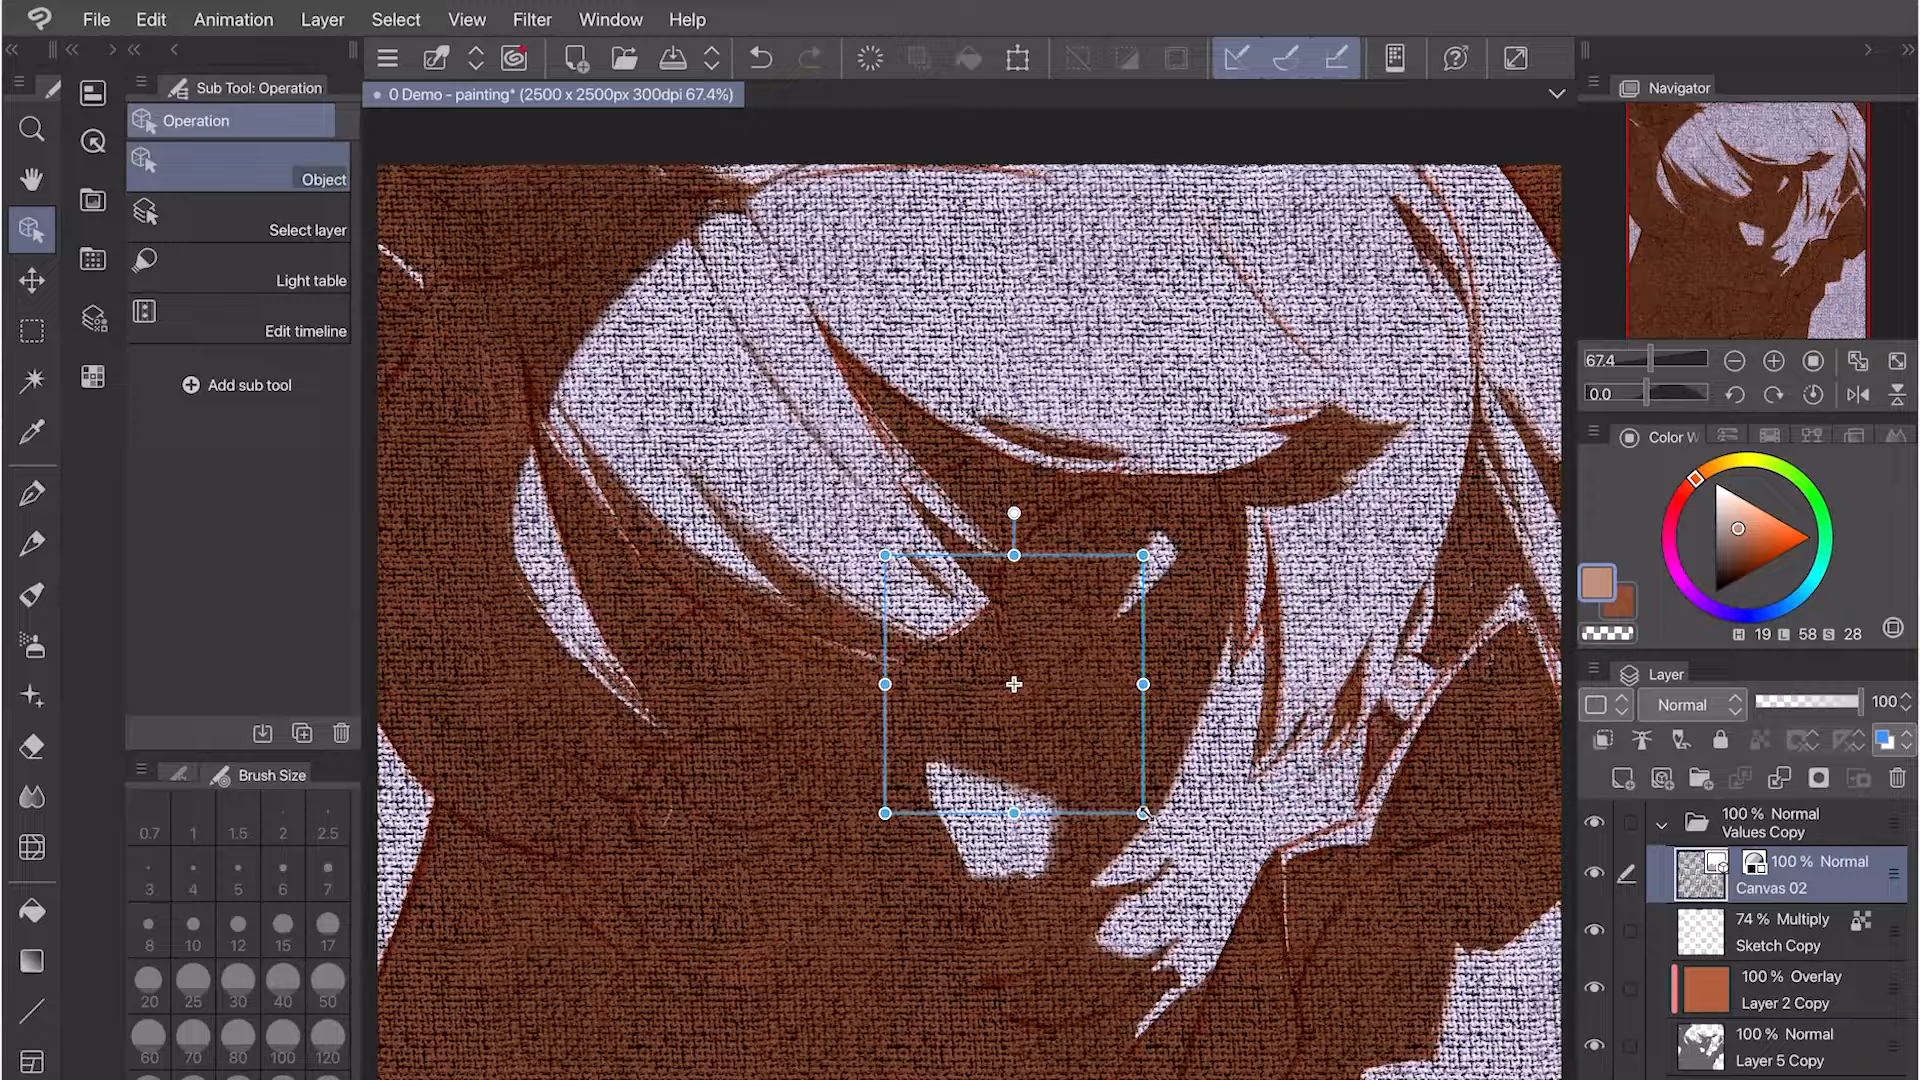 File Edit Animation Layer Select View Filter Window Help
Sub Tool: Operation
Operation
Object
Select layer
Light table
Edit timeline
Add sub tool
Brush Size
0.7 1 1.5 2 2.5
3 4 5 6 7
8 10 12 15 17
20 25 30 40 50
60 70 80 100 120
0 Demo - painting* (2500 x 2500px 300dpi 67.4%)
Navigator
67.4
0.0
Color W
H 19 L 58 S 28
Layer
Normal 100
100 % Normal
Values Copy
100 % Normal
Canvas 02
74 % Multiply
Sketch Copy
100 % Overlay
Layer 2 Copy
100 % Normal
Layer 5 Copy